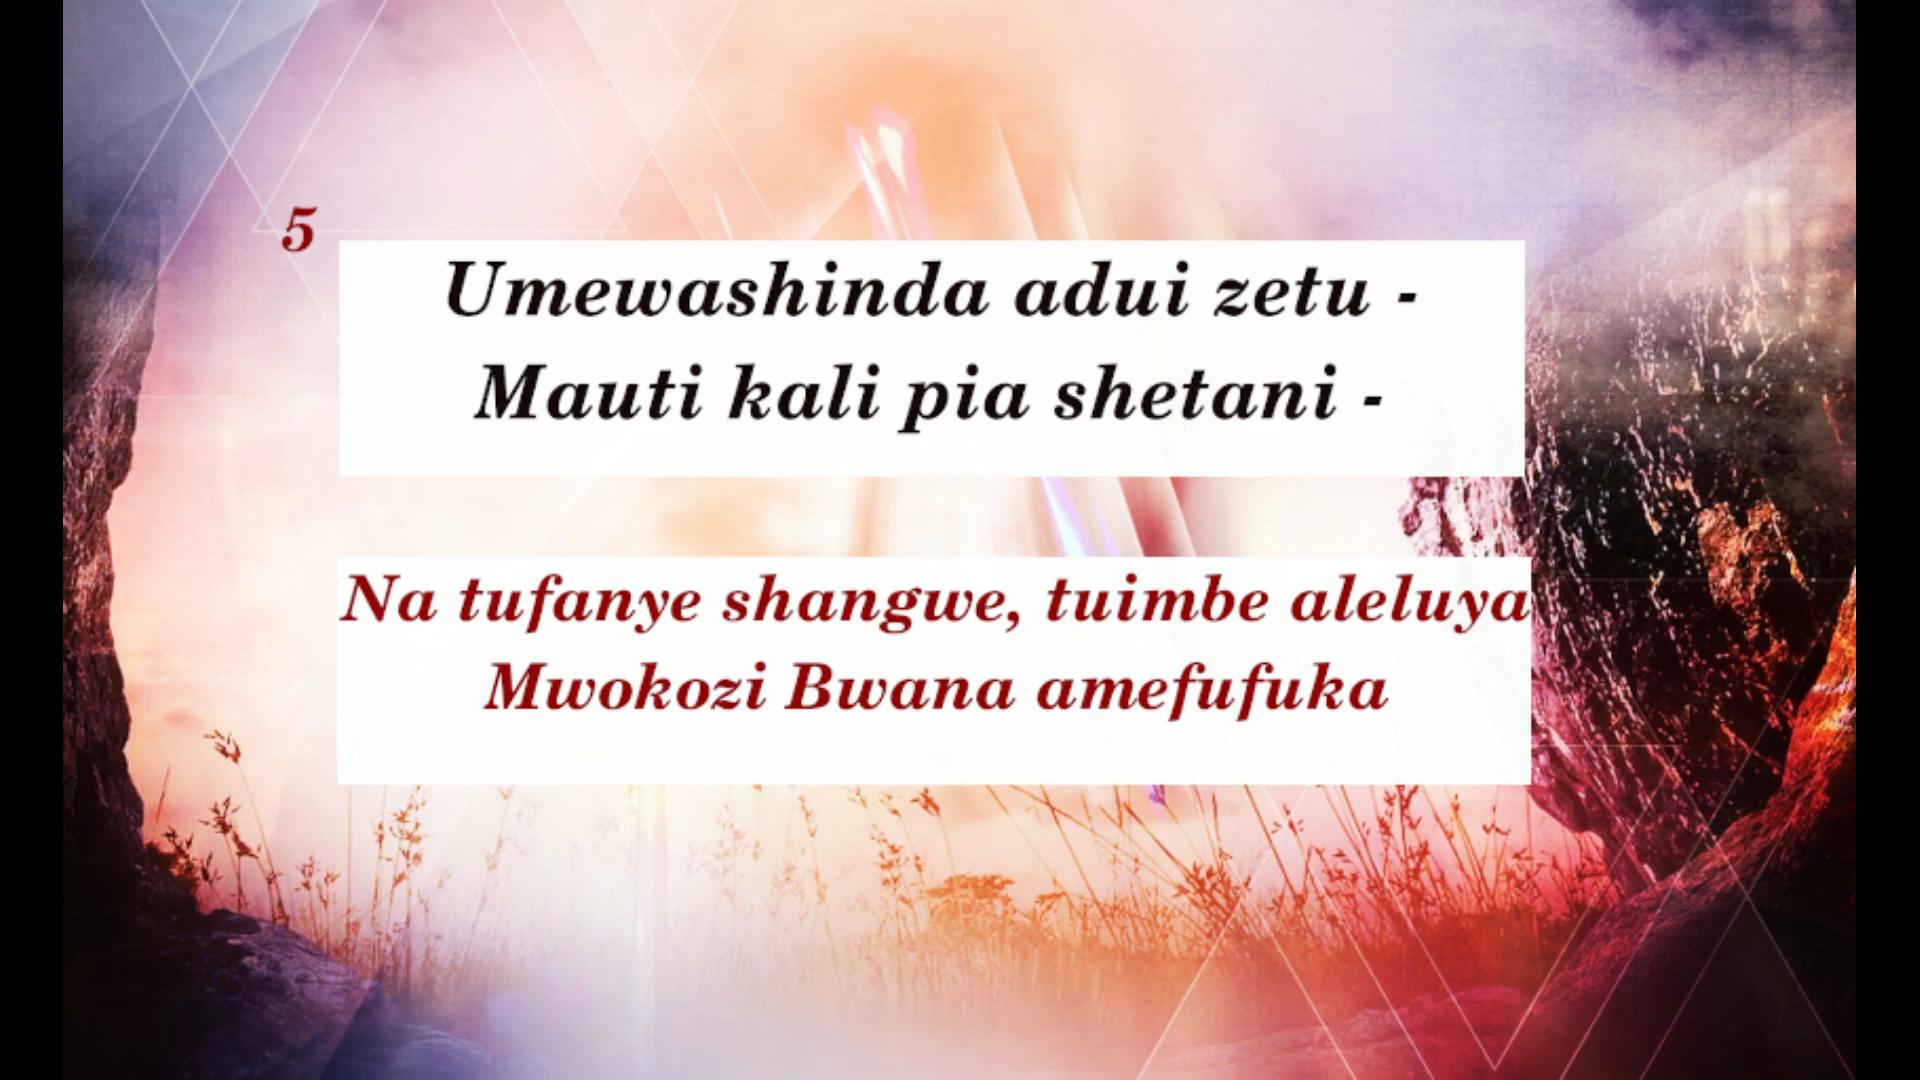 5
Umewashinda adui zetu -
Mauti kali pia shetani -
Na tufanye shangwe, tuimbe aleluya
Mwokozi Bwana amefufuka